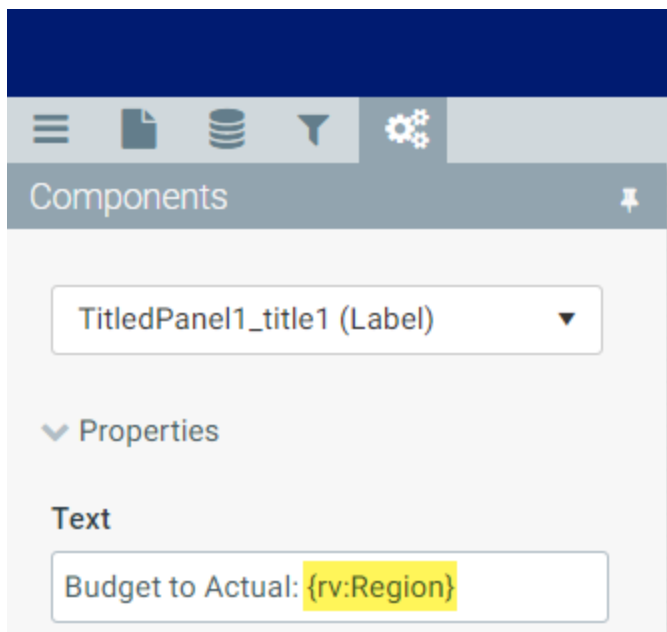 Components
TitledPanel1_title1 (Label)
Properties
Text
Budget to Actual: {rv:Region}